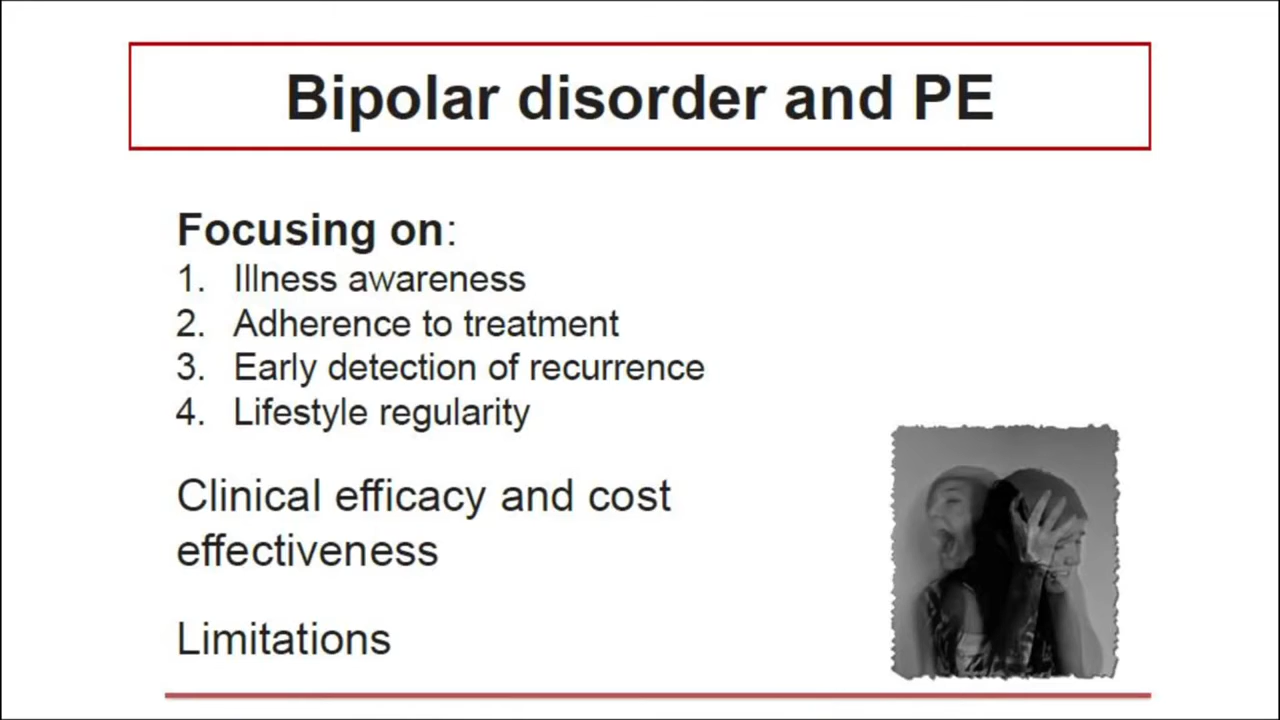 Bipolar disorder and PE
Focusing on:
1. Illness awareness
2. Adherence to treatment
3. Early detection of recurrence
4. Lifestyle regularity
Clinical efficacy and cost
effectiveness
Limitations